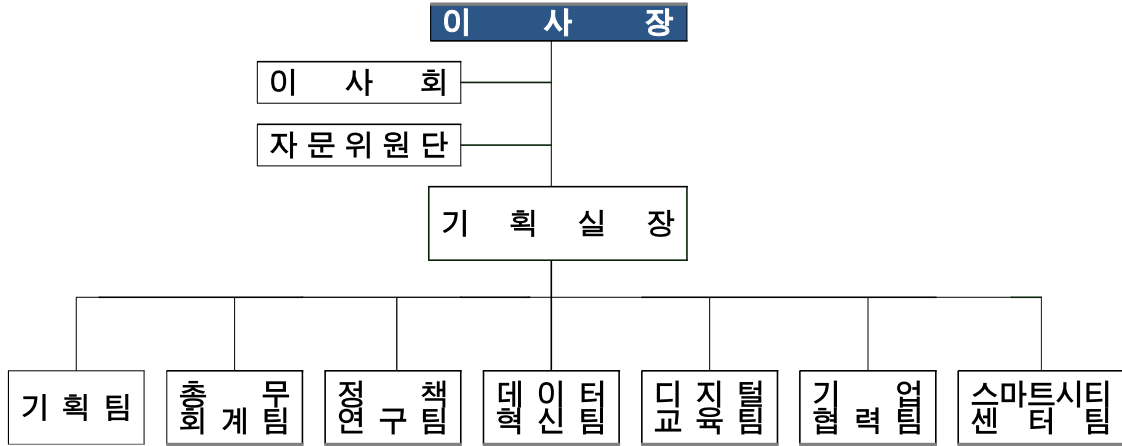 이 사 장
이 사 회
자문위원단
기 획 실 장
기 획 팀
총 무
회 계 팀
정 책
연 구 팀
데 이 터
혁 신 팀
디 지 털
교 육 팀
기 업
협 력 팀
스마트시티
센 터 팀